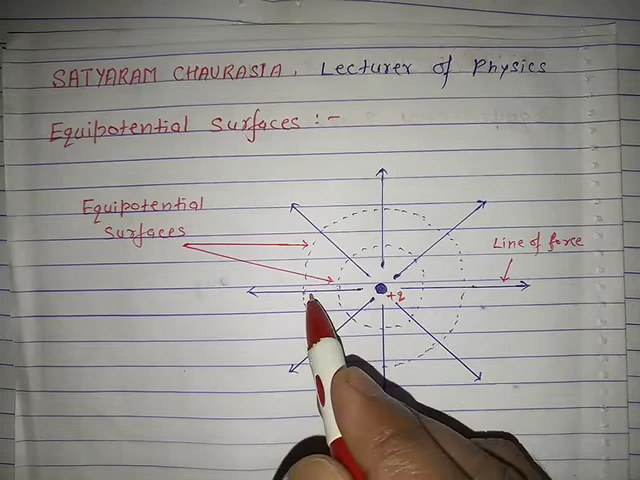 SATYARAM CHAURASIA, Lecturer of Physics
Equipotential Surfaces :-
Equipotential
Surfaces
Line of force
+q